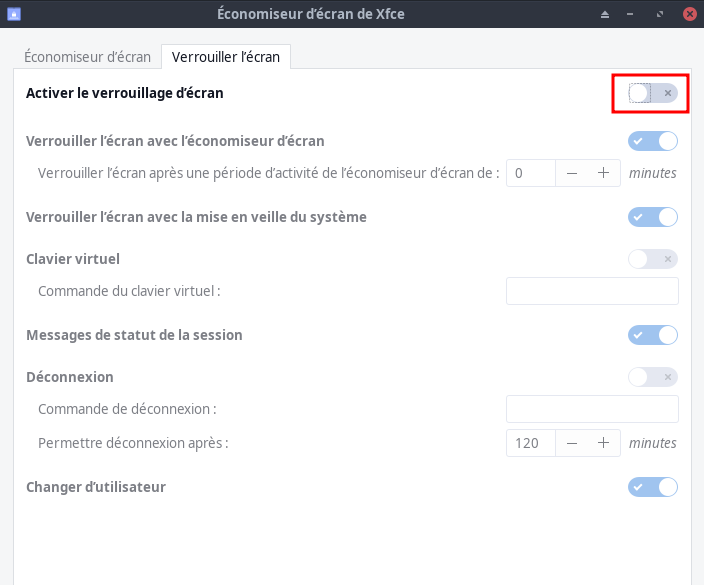 Économiseur d’écran de Xfce
Économiseur d’écran Verrouiller l’écran
Activer le verrouillage d’écran
Verrouiller l’écran avec l’économiseur d’écran
Verrouiller l’écran après une période d’activité de l’économiseur d’écran de : 0 minutes
Verrouiller l’écran avec la mise en veille du système
Clavier virtuel
Commande du clavier virtuel :
Messages de statut de la session
Déconnexion
Commande de déconnexion :
Permettre déconnexion après : 120 minutes
Changer d’utilisateur